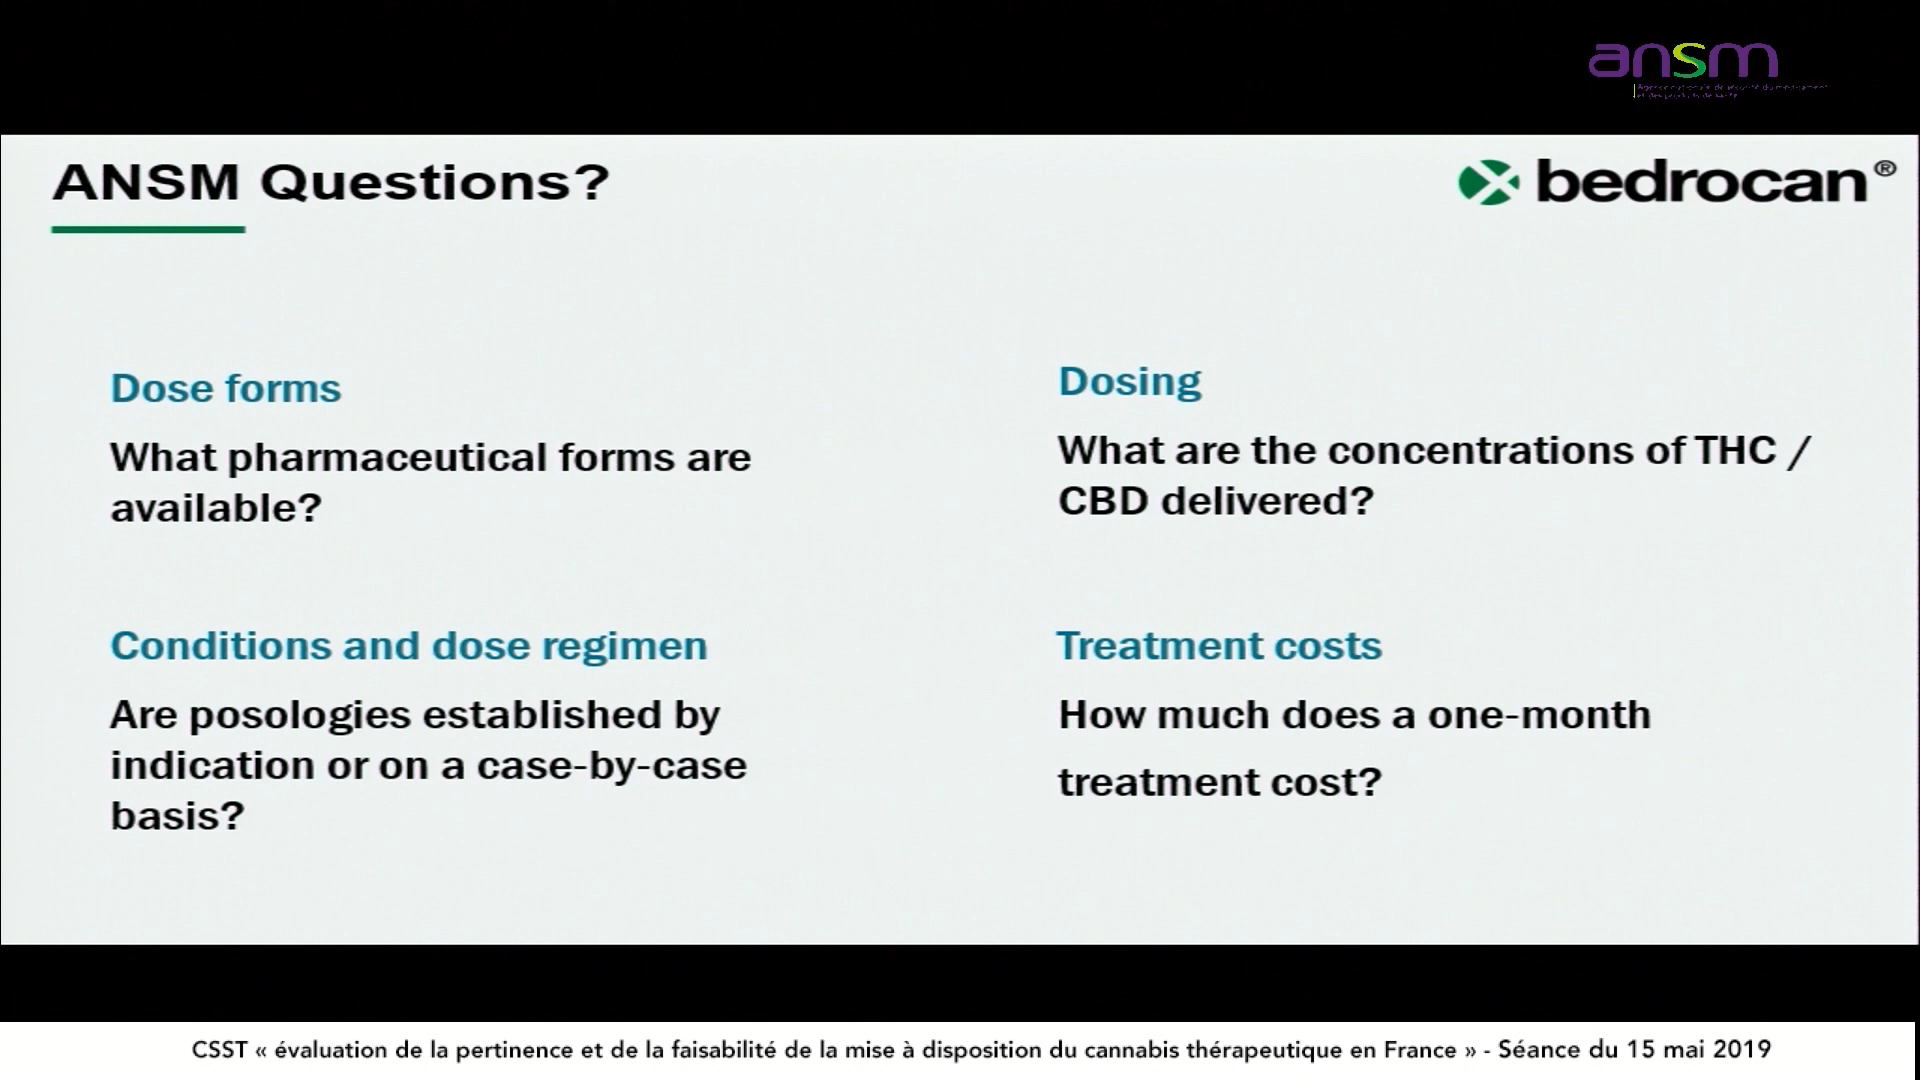 ansm
ANSM Questions?
bedrocan®
Dose forms
What pharmaceutical forms are
available?
Dosing
What are the concentrations of THC /
CBD delivered?
Conditions and dose regimen
Are posologies established by
indication or on a case-by-case
basis?
Treatment costs
How much does a one-month
treatment cost?
CSST « évaluation de la pertinence et de la faisabilité de la mise à disposition du cannabis thérapeutique en France » - Séance du 15 mai 2019